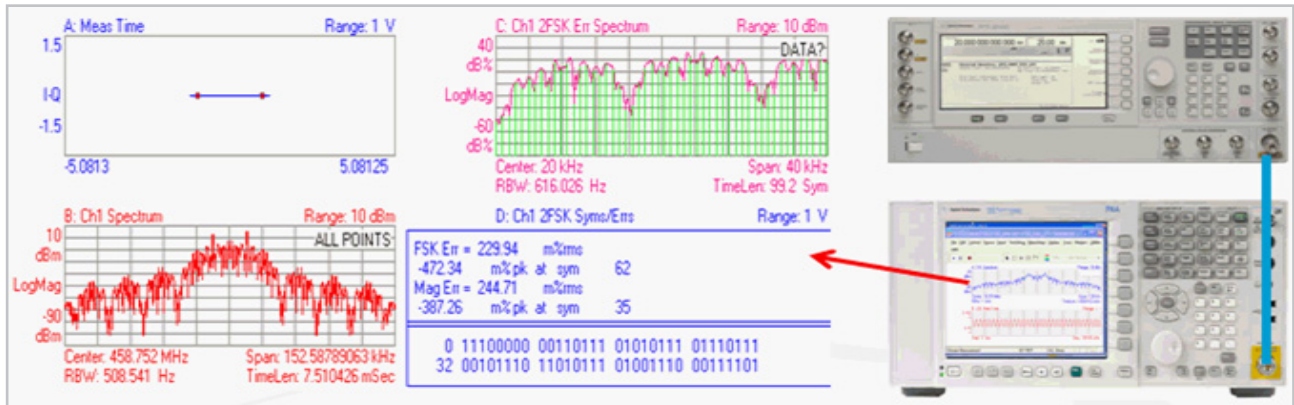 A: Meas Time Range: 1 V
1.5
I-Q
-1.5
-5.0813 5.08125
B: Ch1 Spectrum Range: 10 dBm
10
dBm
ALL POINTS
LogMag
-90
dBm
Center: 458.752 MHz Span: 152.58789063 kHz
RBW: 508.541 Hz TimeLen: 7.510426 mSec
C: Ch1 2FSK Err Spectrum Range: 10 dBm
40
dB%
DATA?
LogMag
-60
dB%
Center: 20 kHz Span: 40 kHz
RBW: 616.026 Hz TimeLen: 99.2 Sym
D: Ch1 2FSK Syms/Errs Range: 1 V
FSK Err = 229.94 m%rms
-472.34 m% pk at sym 62
Mag Err = 244.71 m%rms
-387.26 m% pk at sym 35
0 11100000 00110111 01010111 01110111
32 00101110 11010111 01001110 00111101
PNA